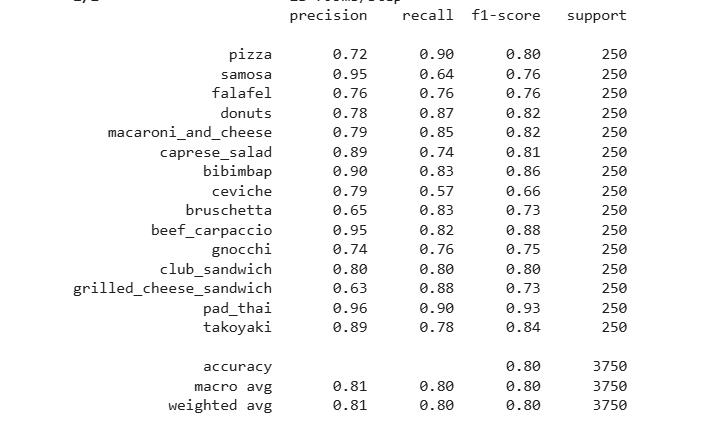 precision recall f1-score support
pizza 0.72 0.90 0.80 250
samosa 0.95 0.64 0.76 250
falafel 0.76 0.76 0.76 250
donuts 0.78 0.87 0.82 250
macaroni_and_cheese 0.79 0.85 0.82 250
caprese_salad 0.89 0.74 0.81 250
bibimbap 0.90 0.83 0.86 250
ceviche 0.79 0.57 0.66 250
bruschetta 0.65 0.83 0.73 250
beef_carpaccio 0.95 0.82 0.88 250
gnocchi 0.74 0.76 0.75 250
club_sandwich 0.80 0.80 0.80 250
grilled_cheese_sandwich 0.63 0.88 0.73 250
pad_thai 0.96 0.90 0.93 250
takoyaki 0.89 0.78 0.84 250
accuracy 0.80 3750
macro avg 0.81 0.80 0.80 3750
weighted avg 0.81 0.80 0.80 3750